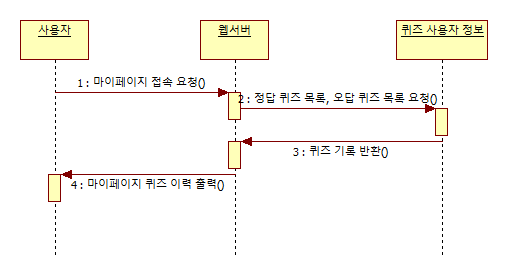 사용자
웹서버
퀴즈 사용자 정보
1 : 마이페이지 접속 요청()
2 : 정답 퀴즈 목록, 오답 퀴즈 목록 요청()
3 : 퀴즈 기록 반환()
4 : 마이페이지 퀴즈 이력 출력()